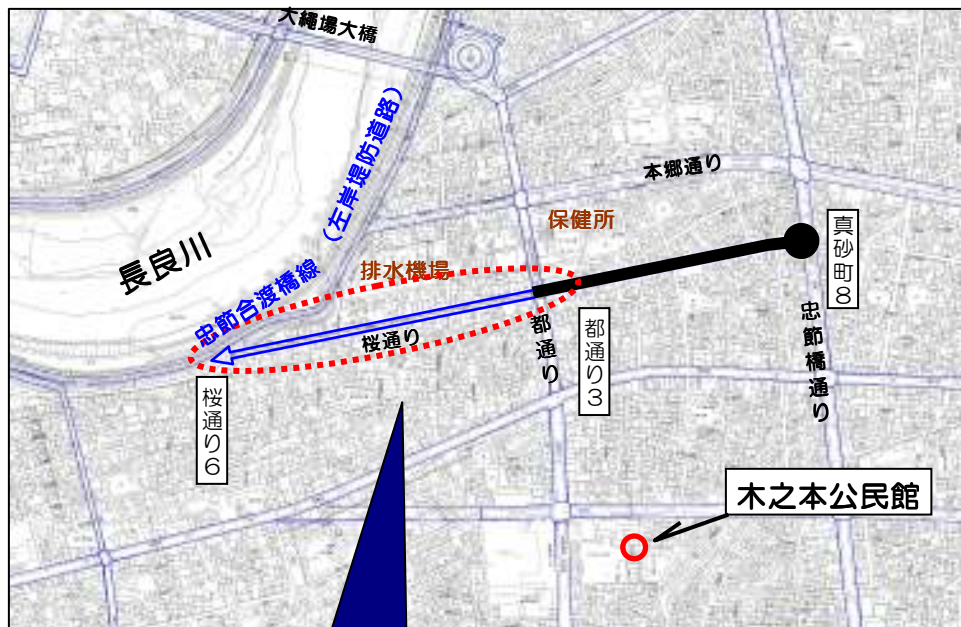 大縄場大橋
(左岸堤防道路)
本郷通り
保健所
真砂町8
長良川
排水機場
忠節合渡橋線
桜通り
都通り
都通り3
忠節橋通り
桜通り6
木之本公民館